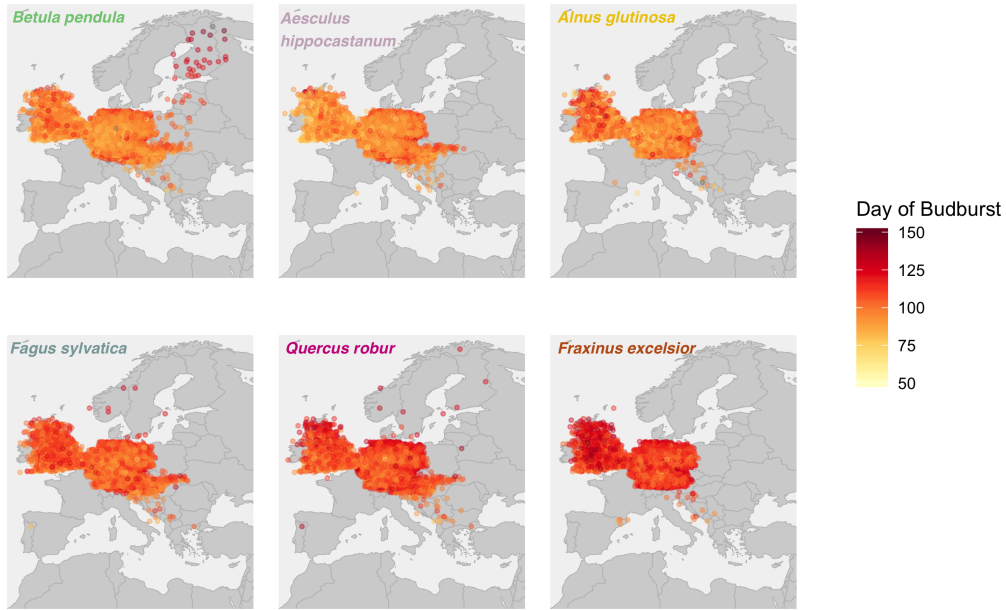 Betula pendula
Aesculus
hippocastanum
Alnus glutinosa
Day of Budburst
150
125
100
75
50
Fagus sylvatica
Quercus robur
Fraxinus excelsior